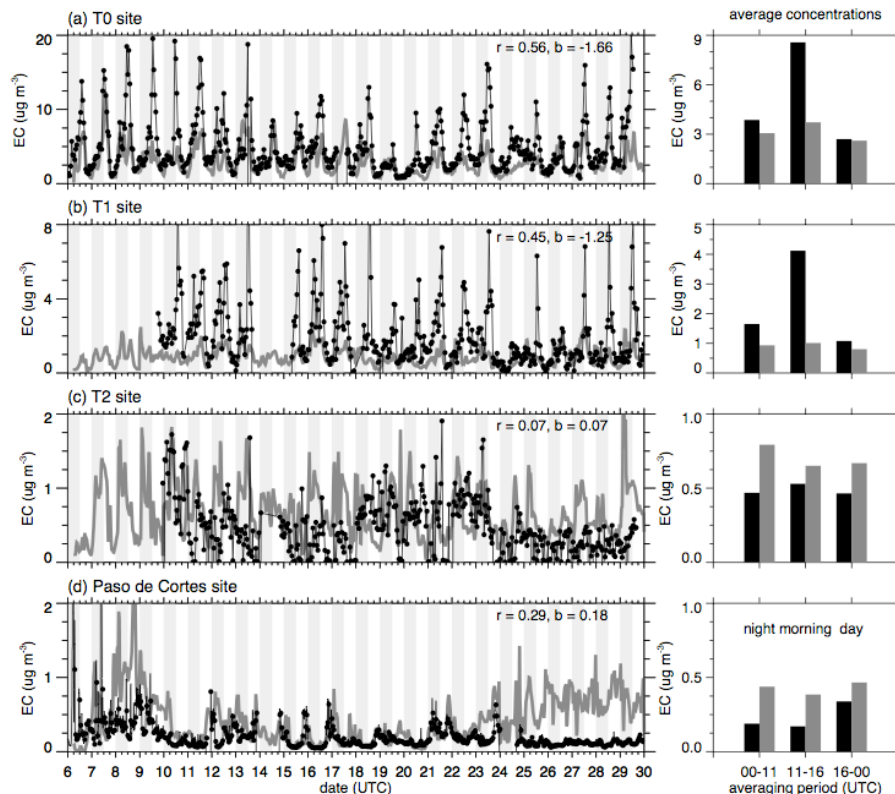 (a) T0 site
average concentrations
r = 0.56, b = -1.66
EC (ug m-3)
20
10
0
EC (ug m-3)
9
6
3
0
(b) T1 site
r = 0.45, b = -1.25
EC (ug m-3)
8
4
0
EC (ug m-3)
5
4
3
2
1
0
(c) T2 site
r = 0.07, b = 0.07
EC (ug m-3)
2
1
0
EC (ug m-3)
1.0
0.5
0.0
(d) Paso de Cortes site
r = 0.29, b = 0.18
EC (ug m-3)
2
1
0
night morning day
EC (ug m-3)
1.0
0.5
0.0
6 7 8 9 10 11 12 13 14 15 16 17 18 19 20 21 22 23 24 25 26 27 28 29 30
date (UTC)
00-11 11-16 16-00
averaging period (UTC)